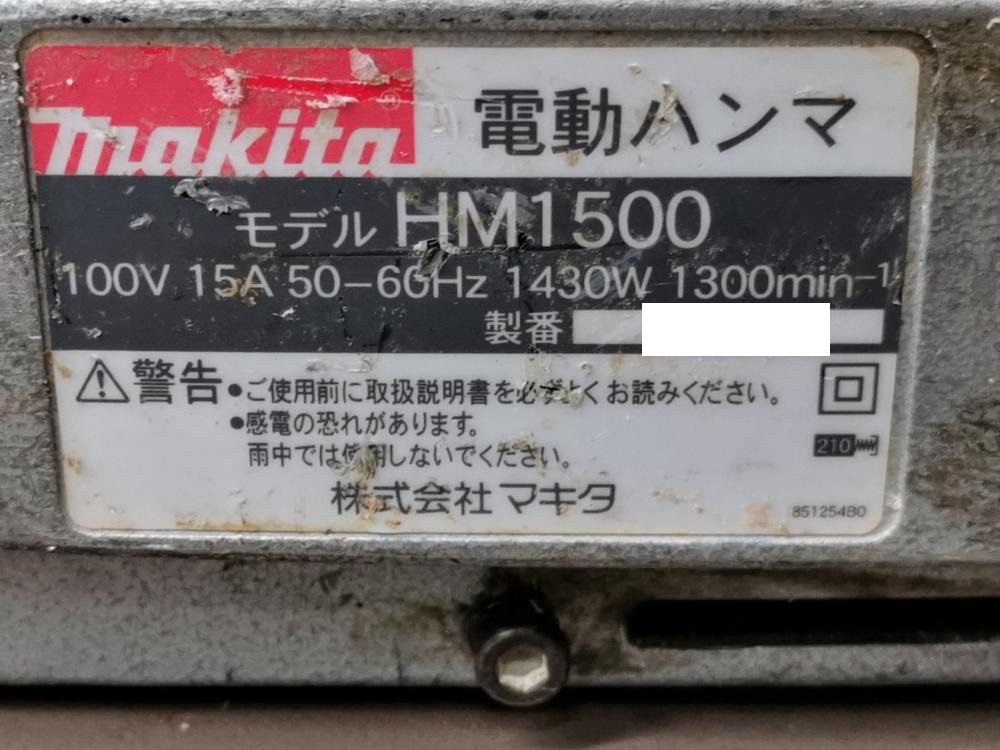 makita®
電動ハンマ
モデル HM1500
100V 15A 50-60Hz 1430W 1300min-1
製番
警告 •ご使用前に取扱説明書を必ずよくお読みください。
•感電の恐れがあります。
雨中では使用しないでください。
210
株式会社 マキタ
851254B0